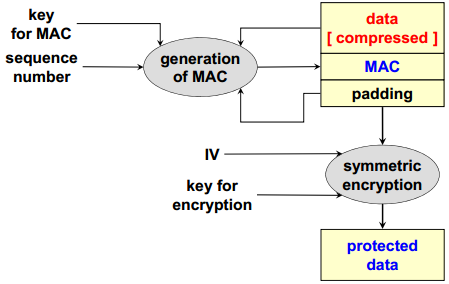 key
for MAC
sequence
number
generation
of MAC
data
[ compressed ]
MAC
padding
IV
key for
encryption
symmetric
encryption
protected
data